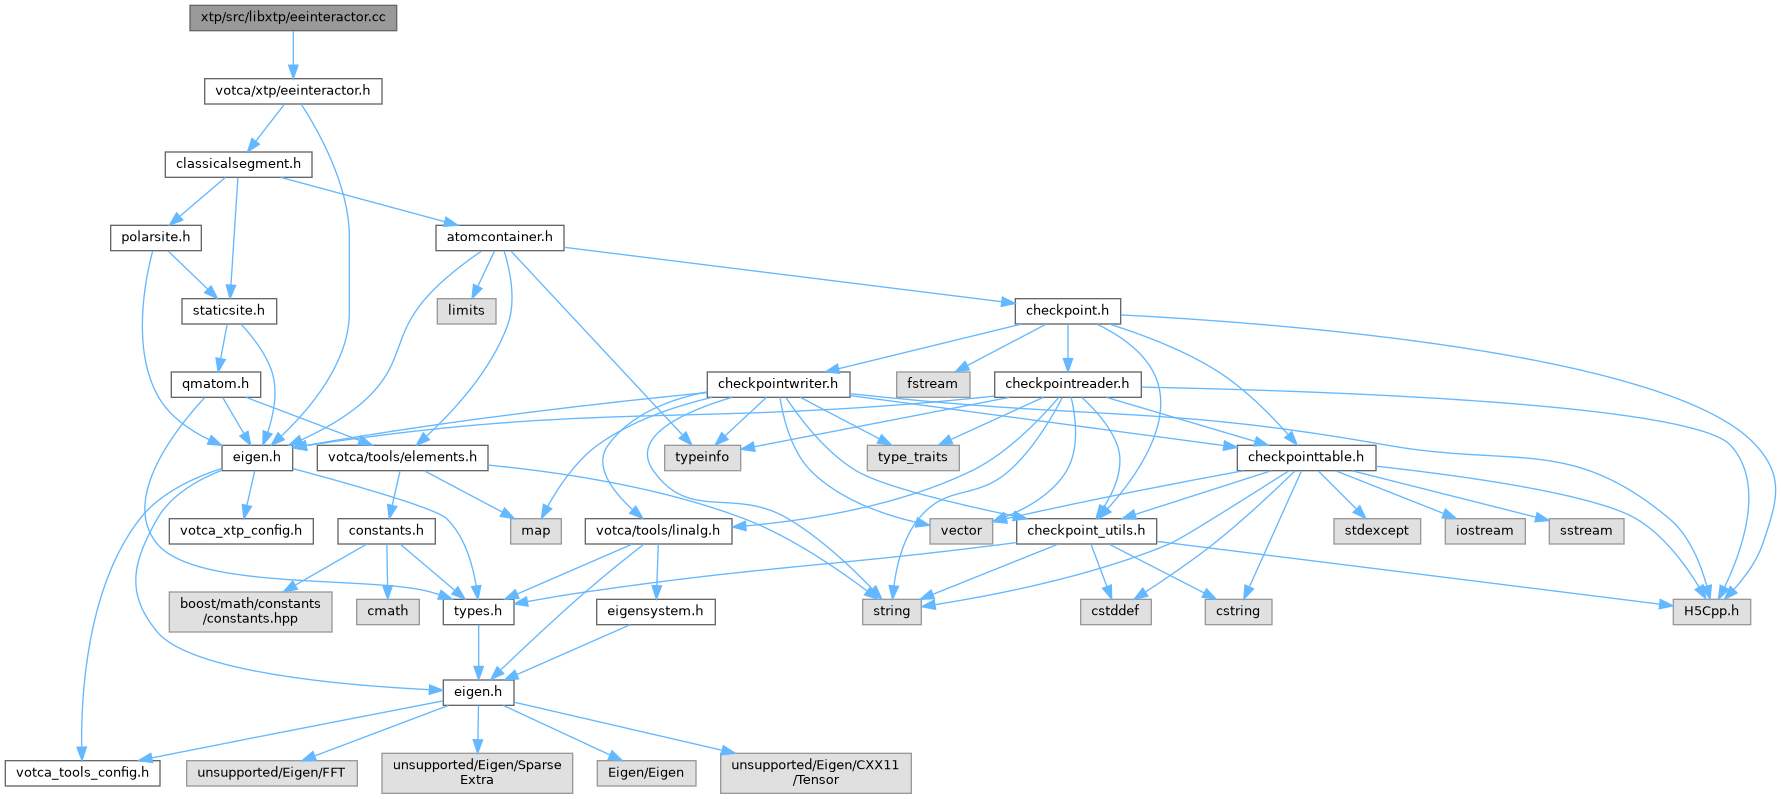 xtp/src/libxtp/eeinteractor.cc
votca/xtp/eeinteractor.h
classicalsegment.h
polarsite.h
atomcontainer.h
staticsite.h
limits
checkpoint.h
qmatom.h
checkpointwriter.h
fstream
checkpointreader.h
eigen.h
votca/tools/elements.h
typeinfo
type_traits
checkpointtable.h
votca_xtp_config.h
constants.h
map
votca/tools/linalg.h
vector
checkpoint_utils.h
stdexcept
iostream
sstream
boost/math/constants
/constants.hpp
cmath
types.h
eigensystem.h
string
cstddef
cstring
H5Cpp.h
eigen.h
votca_tools_config.h
unsupported/Eigen/FFT
unsupported/Eigen/Sparse
Extra
Eigen/Eigen
unsupported/Eigen/CXX11
/Tensor